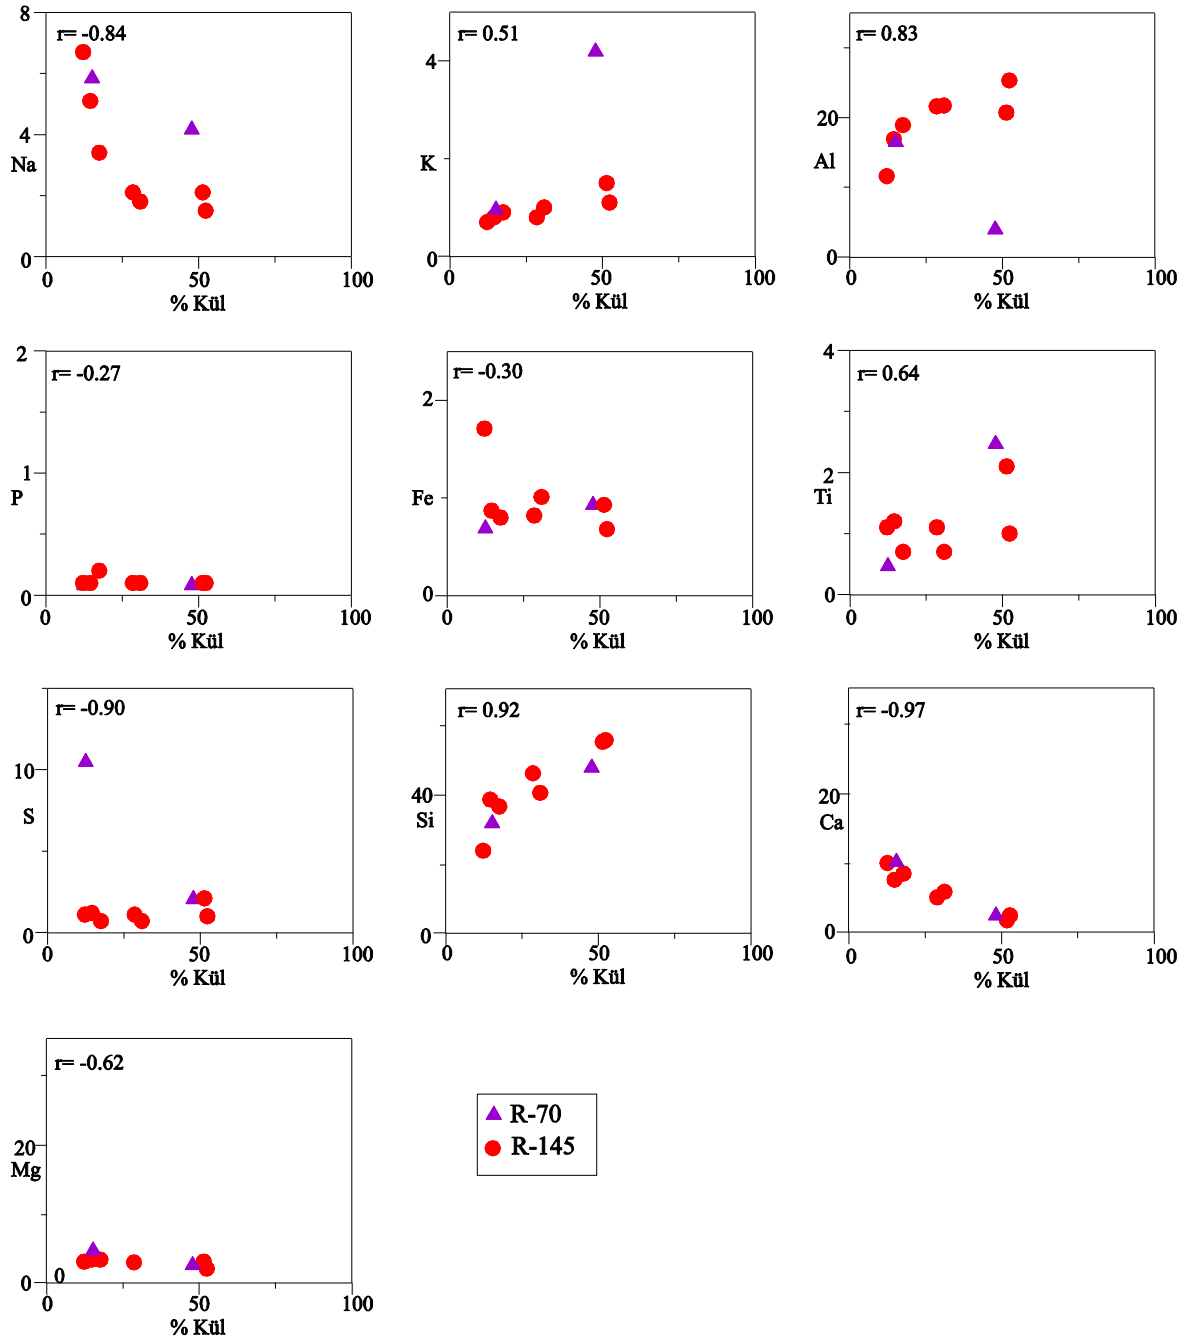 8
r= -0.84
4
Na
0
0
50
100
% Kül
r= 0.51
4
K
0
0
50
100
% Kül
r= 0.83
20
Al
0
0
50
100
% Kül
2
r= -0.27
1
P
0
0
50
100
% Kül
r= -0.30
2
Fe
0
0
50
100
% Kül
4
r= 0.64
2
Ti
0
0
50
100
% Kül
r= -0.90
10
S
0
0
50
100
% Kül
r= 0.92
40
Si
0
0
50
100
% Kül
r= -0.97
20
Ca
0
0
50
100
% Kül
r= -0.62
20
Mg
0
0
0
50
100
% Kül
R-70
R-145